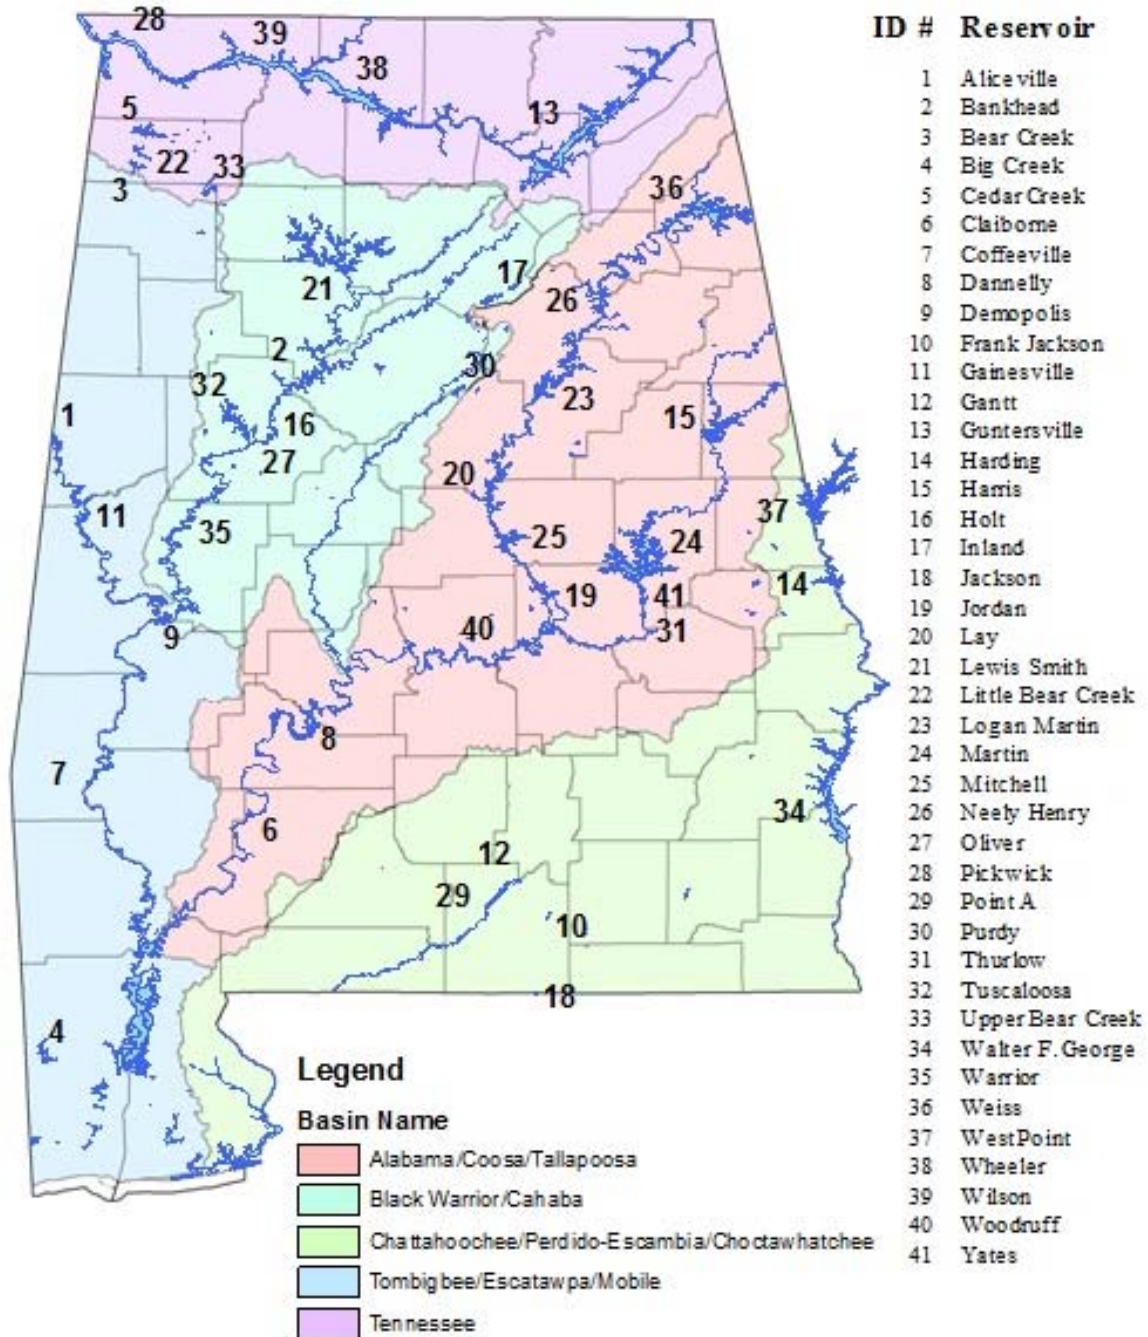 28
39
38
5
13
22
33
3
36
21
17
26
2
30
32
23
1
16
15
27
20
11
35
37
25
24
14
19
41
9
40
31
8
7
6
34
12
29
10
18
4
Legend
Basin Name
Alabama/Coosa/Tallapoosa
Black Warrior/Cahaba
Chattahoochee/Perdido-Escambia/Choctawhatchee
Tombigbee/Escatawpa/Mobile
Tennessee
ID # Reservoir
1 Aliceville
2 Bankhead
3 Bear Creek
4 Big Creek
5 Cedar Creek
6 Claiborne
7 Coffeeville
8 Dannelly
9 Demopolis
10 Frank Jackson
11 Gainesville
12 Gantt
13 Guntersville
14 Harding
15 Harris
16 Holt
17 Inland
18 Jackson
19 Jordan
20 Lay
21 Lewis Smith
22 Little Bear Creek
23 Logan Martin
24 Martin
25 Mitchell
26 Neely Henry
27 Oliver
28 Pickwick
29 Point A
30 Purdy
31 Thurlow
32 Tuscaloosa
33 Upper Bear Creek
34 Walter F. George
35 Warrior
36 Weiss
37 West Point
38 Wheeler
39 Wilson
40 Woodruff
41 Yates